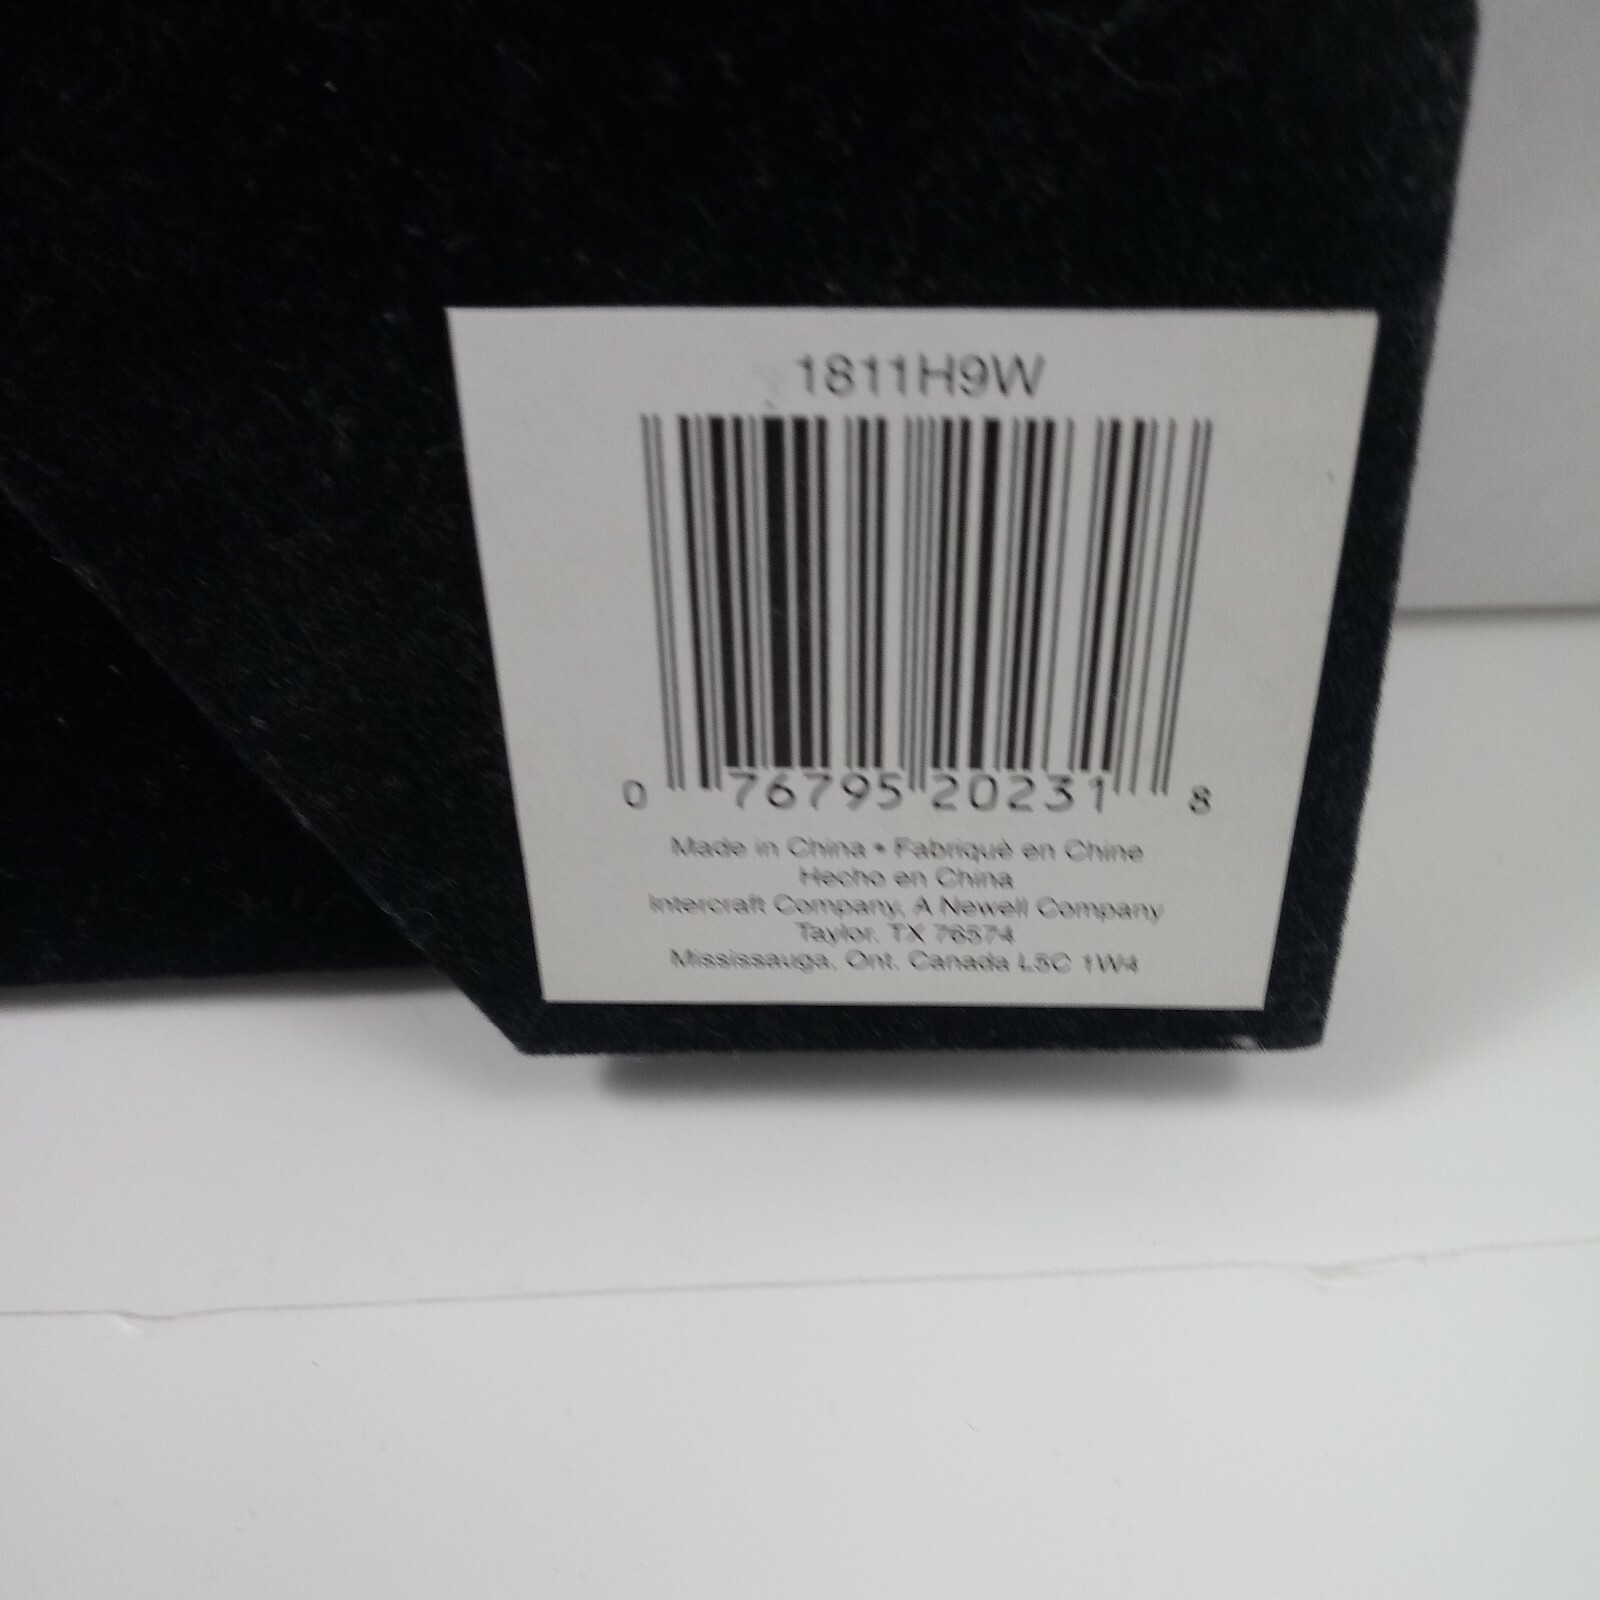 1811H9W
0 76795 20231 8
Made in China • Fabriqué en Chine
Hecho en China
Intercraft Company, A Newell Company
Taylor, TX 76574
Mississauga, Ont. Canada L5C 1W4